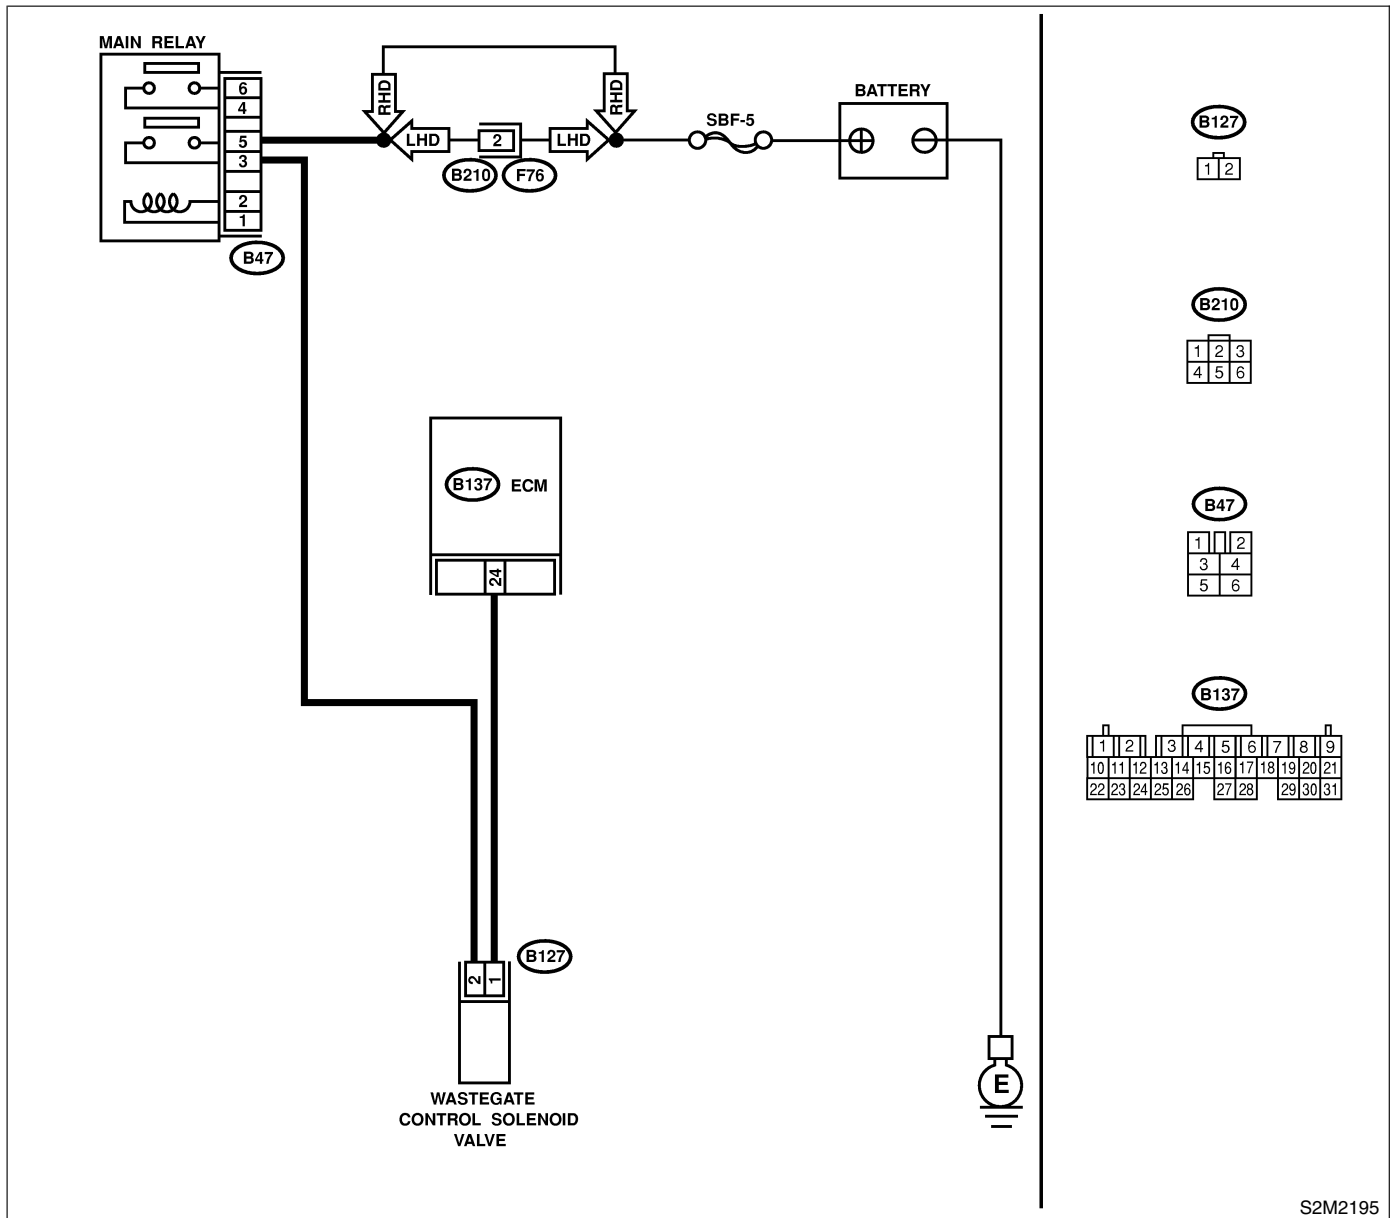 MAIN RELAY
6
4
5
3
2
1
B47
RHD
RHD
LHD
2
LHD
B210
F76
SBF-5
BATTERY
B137 ECM
24
2 1
B127
WASTEGATE
CONTROL SOLENOID
VALVE
E
B127
1 2
B210
1 2 3
4 5 6
B47
1 2
3 4
5 6
B137
1 2 3 4 5 6 7 8 9
10 11 12 13 14 15 16 17 18 19 20 21
22 23 24 25 26 27 28 29 30 31
S2M2195